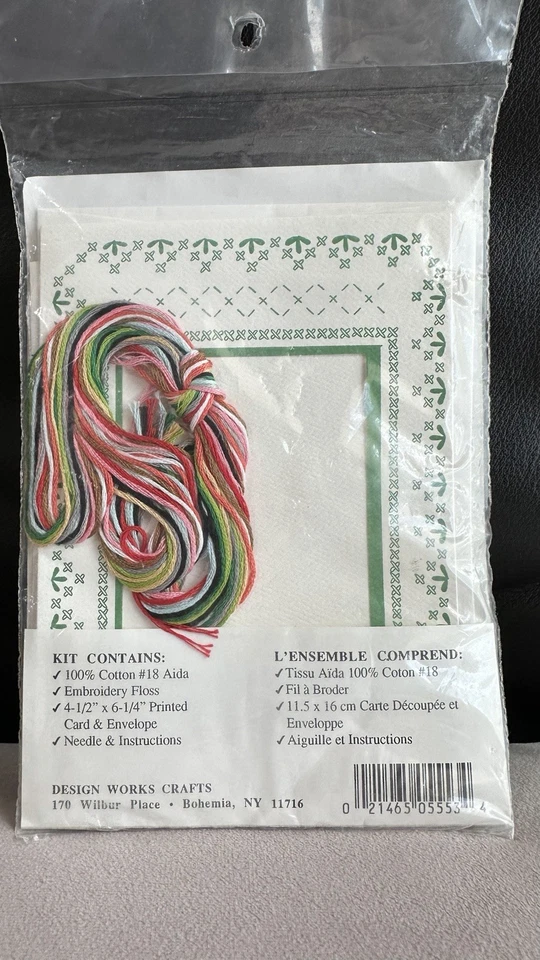 KIT CONTAINS:
✓ 100% Cotton #18 Aida
✓ Embroidery Floss
✓ 4-1/2” x 6-1/4” Printed
Card & Envelope
✓ Needle & Instructions
L’ENSEMBLE COMPREND:
✓ Tissu Aïda 100% Coton #18
✓ Fil à Broder
✓ 11.5 x 16 cm Carte Découpée et
Enveloppe
✓ Aiguille et Instructions
DESIGN WORKS CRAFTS
170 Wilbur Place • Bohemia, NY 11716
0 21465 05553 4